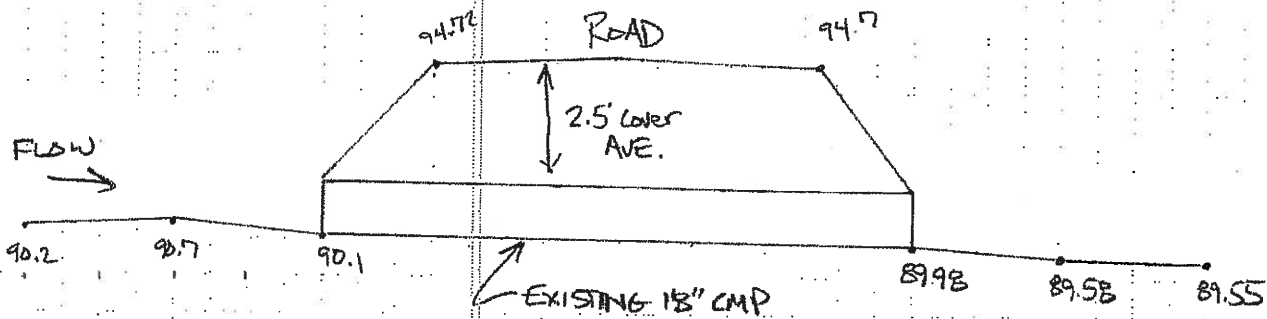 94.72
ROAD
94.7
2.5' Cover
AVE.
FLOW
90.2
90.7
90.1
89.98
89.58
89.55
EXISTING 18" CMP